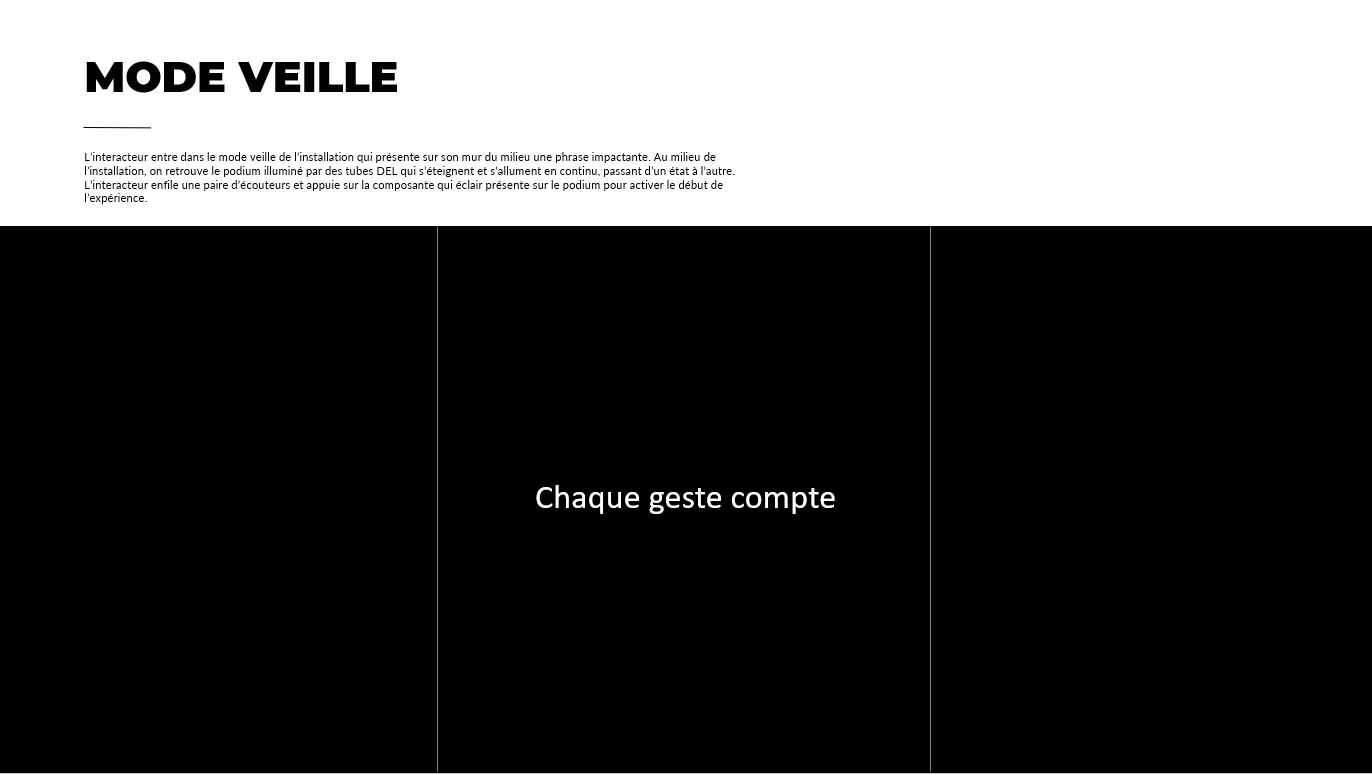 MODE VEILLE
L'interacteur entre dans le mode veille de l'installation qui présente sur son mur du milieu une phrase impactante. Au milieu de
l'installation, on retrouve le podium illuminé par des tubes DEL qui s'éteignent et s'allument en continu, passant d'un état à l'autre.
L'interacteur enfile une paire d'écouteurs et appuie sur la composante qui éclair présente sur le podium pour activer le début de
l'expérience.
Chaque geste compte